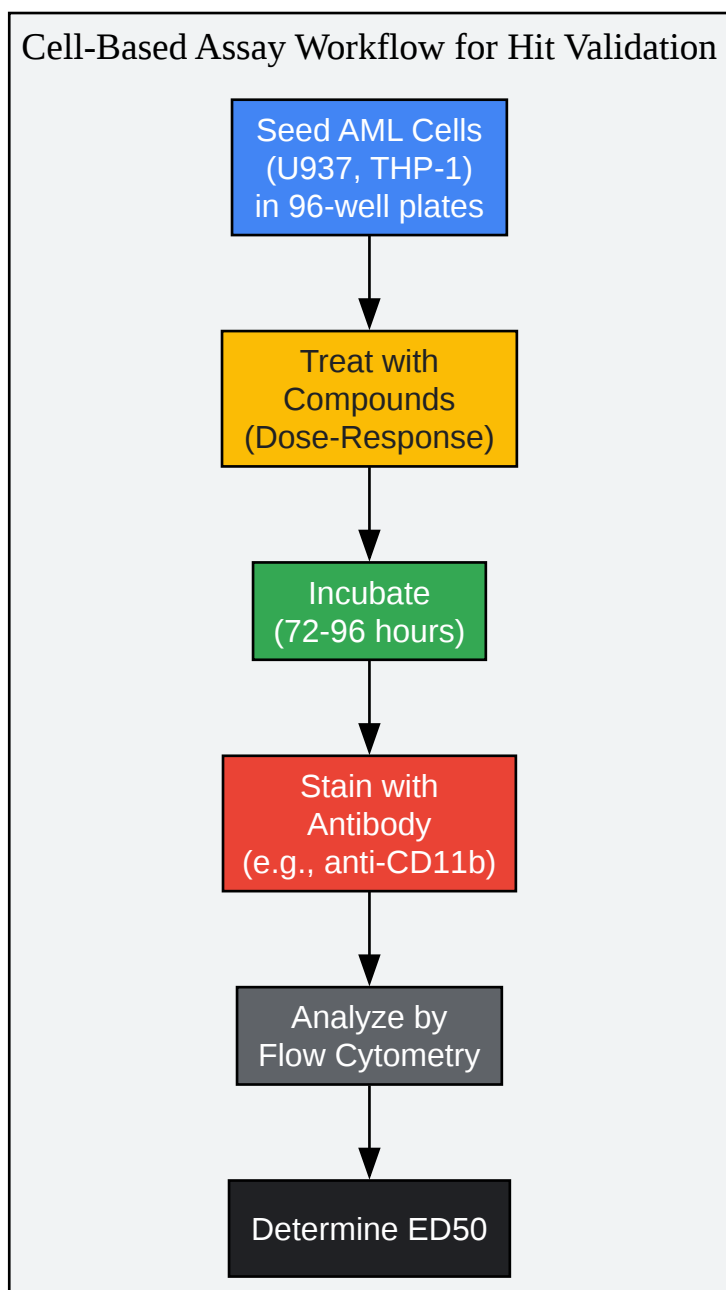 Cell-Based Assay Workflow for Hit Validation
Seed AML Cells
(U937, THP-1)
in 96-well plates
Treat with
Compounds
(Dose-Response)
Incubate
(72-96 hours)
Stain with
Antibody
(e.g., anti-CD11b)
Analyze by
Flow Cytometry
Determine ED50